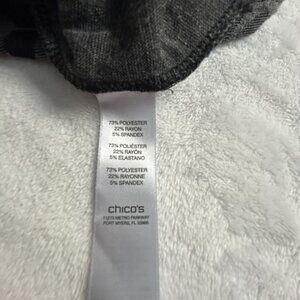 73% POLYESTER
22% RAYON
5% SPANDEX
73% POLIÉSTER
22% RAYÓN
5% ELASTANO
73% POLYESTER
22% RAYONNE
5% SPANDEX
chico's
11215 METRO PARKWAY
FORT MYERS, FL 33966